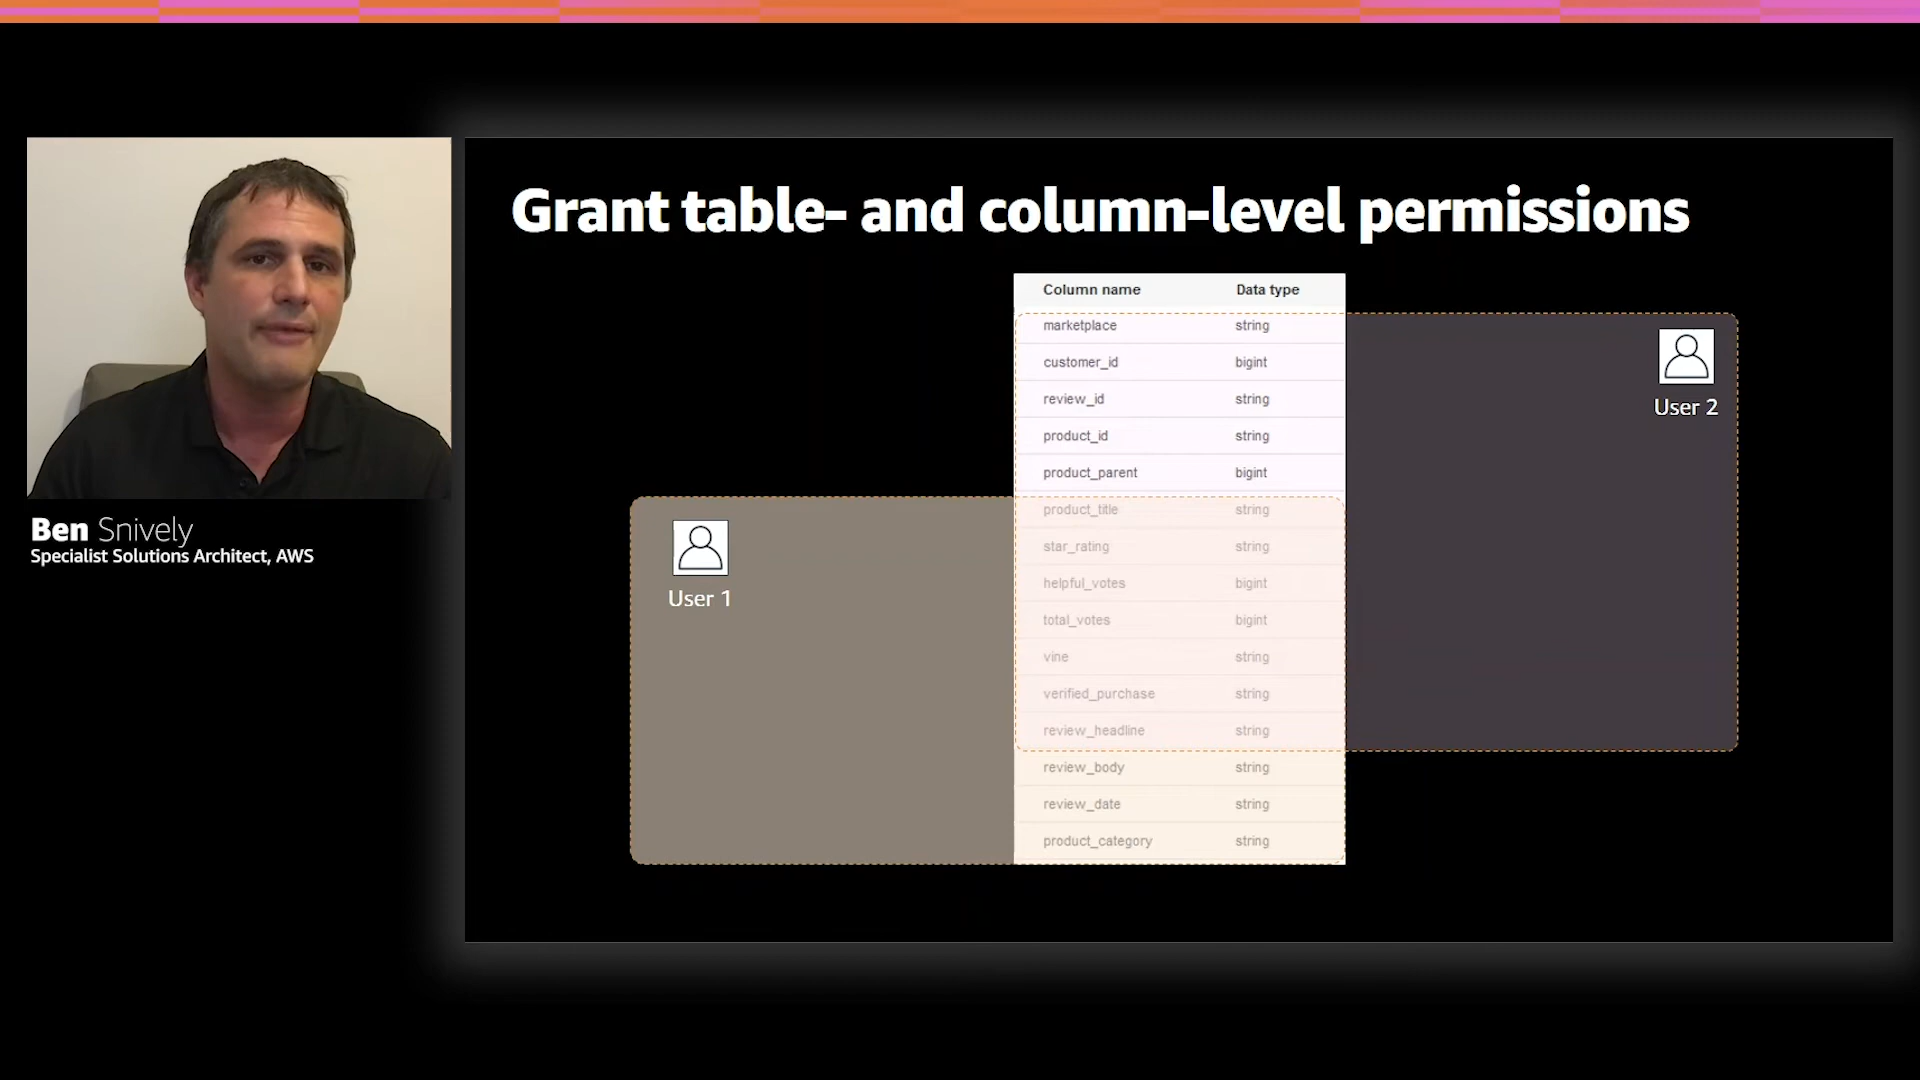 Grant table- and column-level permissions
Column name Data type
marketplace string
customer_id bigint
review_id string
product_id string
product_parent bigint
product_title string
star_rating string
helpful_votes bigint
total_votes bigint
vine string
verified_purchase string
review_headline string
review_body string
review_date string
product_category string
User 2
User 1
Ben Snively
Specialist Solutions Architect, AWS